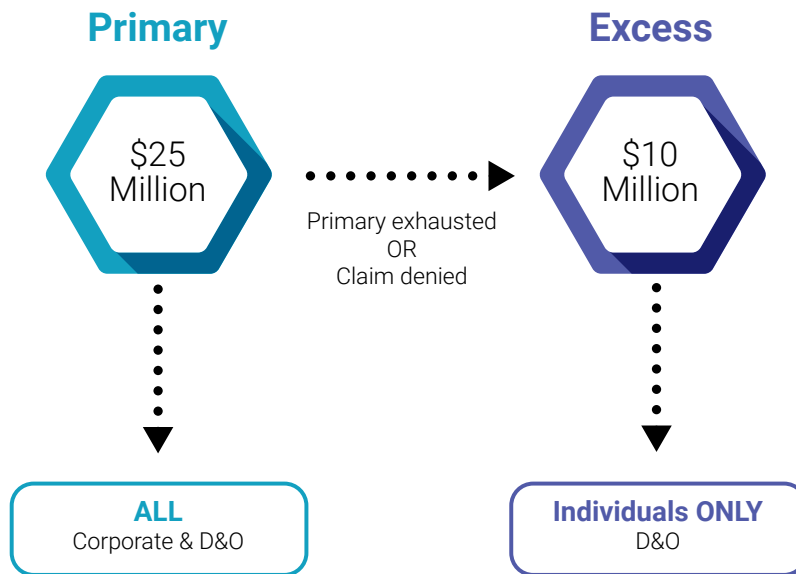 Primary
Excess
$25
Million
$10
Million
Primary exhausted
OR
Claim denied
ALL
Corporate & D&O
Individuals ONLY
D&O